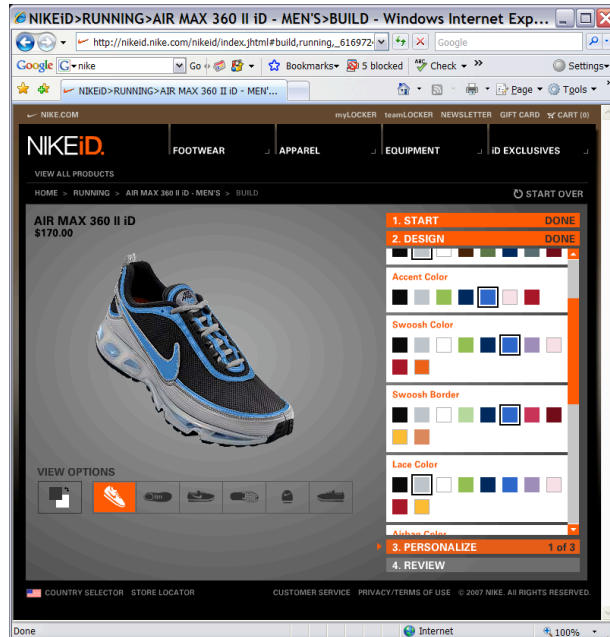 NIKEiD>RUNNING>AIR MAX 360 II iD - MEN'S>BUILD - Windows Internet Exp...
http://nikeid.nike.com/nikeid/index.jhtml#build,running,_616972
Google
Google G nike Go Bookmarks 5 blocked ABC Check Settings
NIKEiD>RUNNING>AIR MAX 360 II iD - MEN'... Page Tools
NIKE.COM myLOCKER teamLOCKER NEWSLETTER GIFT CARD CART (0)
NIKEiD. FOOTWEAR APPAREL EQUIPMENT iD EXCLUSIVES
VIEW ALL PRODUCTS
HOME > RUNNING > AIR MAX 360 II iD - MEN'S > BUILD START OVER
AIR MAX 360 II iD
$170.00
1. START DONE
2. DESIGN DONE
Accent Color
Swoosh Color
Swoosh Border
Lace Color
Airbag Color
VIEW OPTIONS
3. PERSONALIZE 1 of 3
4. REVIEW
COUNTRY SELECTOR STORE LOCATOR CUSTOMER SERVICE PRIVACY/TERMS OF USE © 2007 NIKE. All RIGHTS RESERVED.
Done Internet 100%